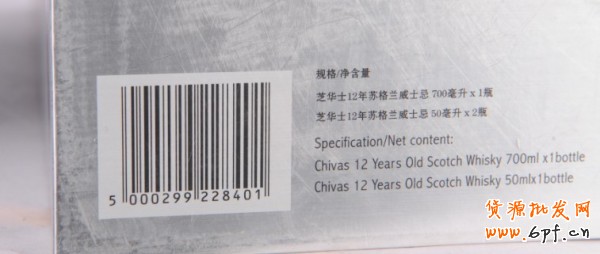 规格/净含量
芝华士12年苏格兰威士忌 700毫升 x 1瓶
芝华士12年苏格兰威士忌 50毫升 x 2瓶
Specification/Net content:
Chivas 12 Years Old Scotch Whisky 700ml x1bottle
Chivas 12 Years Old Scotch Whisky 50mlx1bottle
5 000299 228401
货源批发网
www.6pf.cn